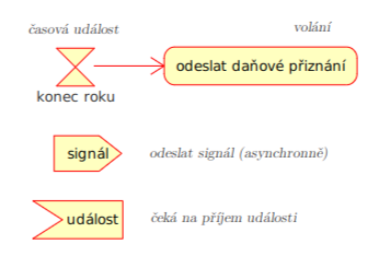 časová událost
volání
odeslat daňové přiznání
konec roku
signál
odeslat signál (asynchronně)
událost
čeká na příjem události